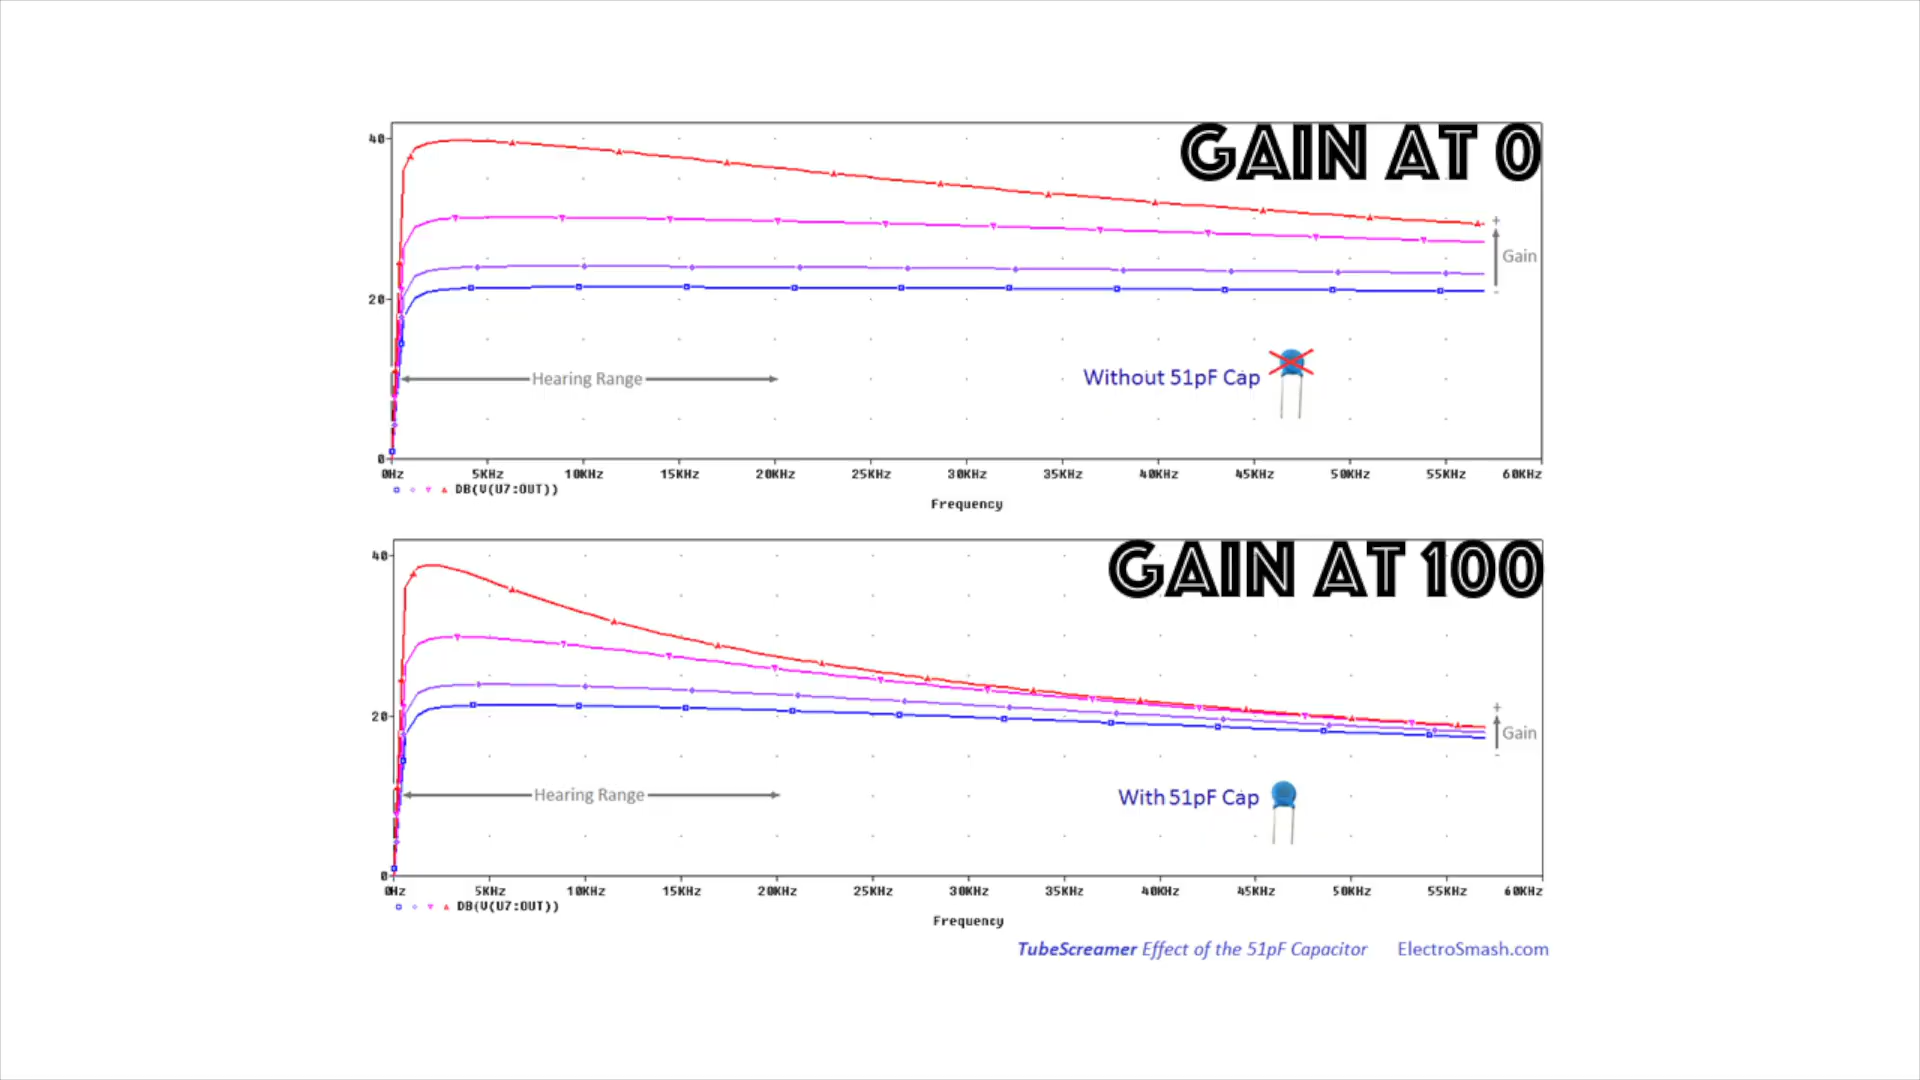 GAIN AT 0
40
20
0
+
Gain
-
Hearing Range
Without 51pF Cap
0Hz 5KHz 10KHz 15KHz 20KHz 25KHz 30KHz 35KHz 40KHz 45KHz 50KHz 55KHz 60KHz
DB(V(U7:OUT))
Frequency
GAIN AT 100
40
20
0
+
Gain
-
Hearing Range
With 51pF Cap
0Hz 5KHz 10KHz 15KHz 20KHz 25KHz 30KHz 35KHz 40KHz 45KHz 50KHz 55KHz 60KHz
DB(V(U7:OUT))
Frequency
TubeScreamer Effect of the 51pF Capacitor ElectroSmash.com